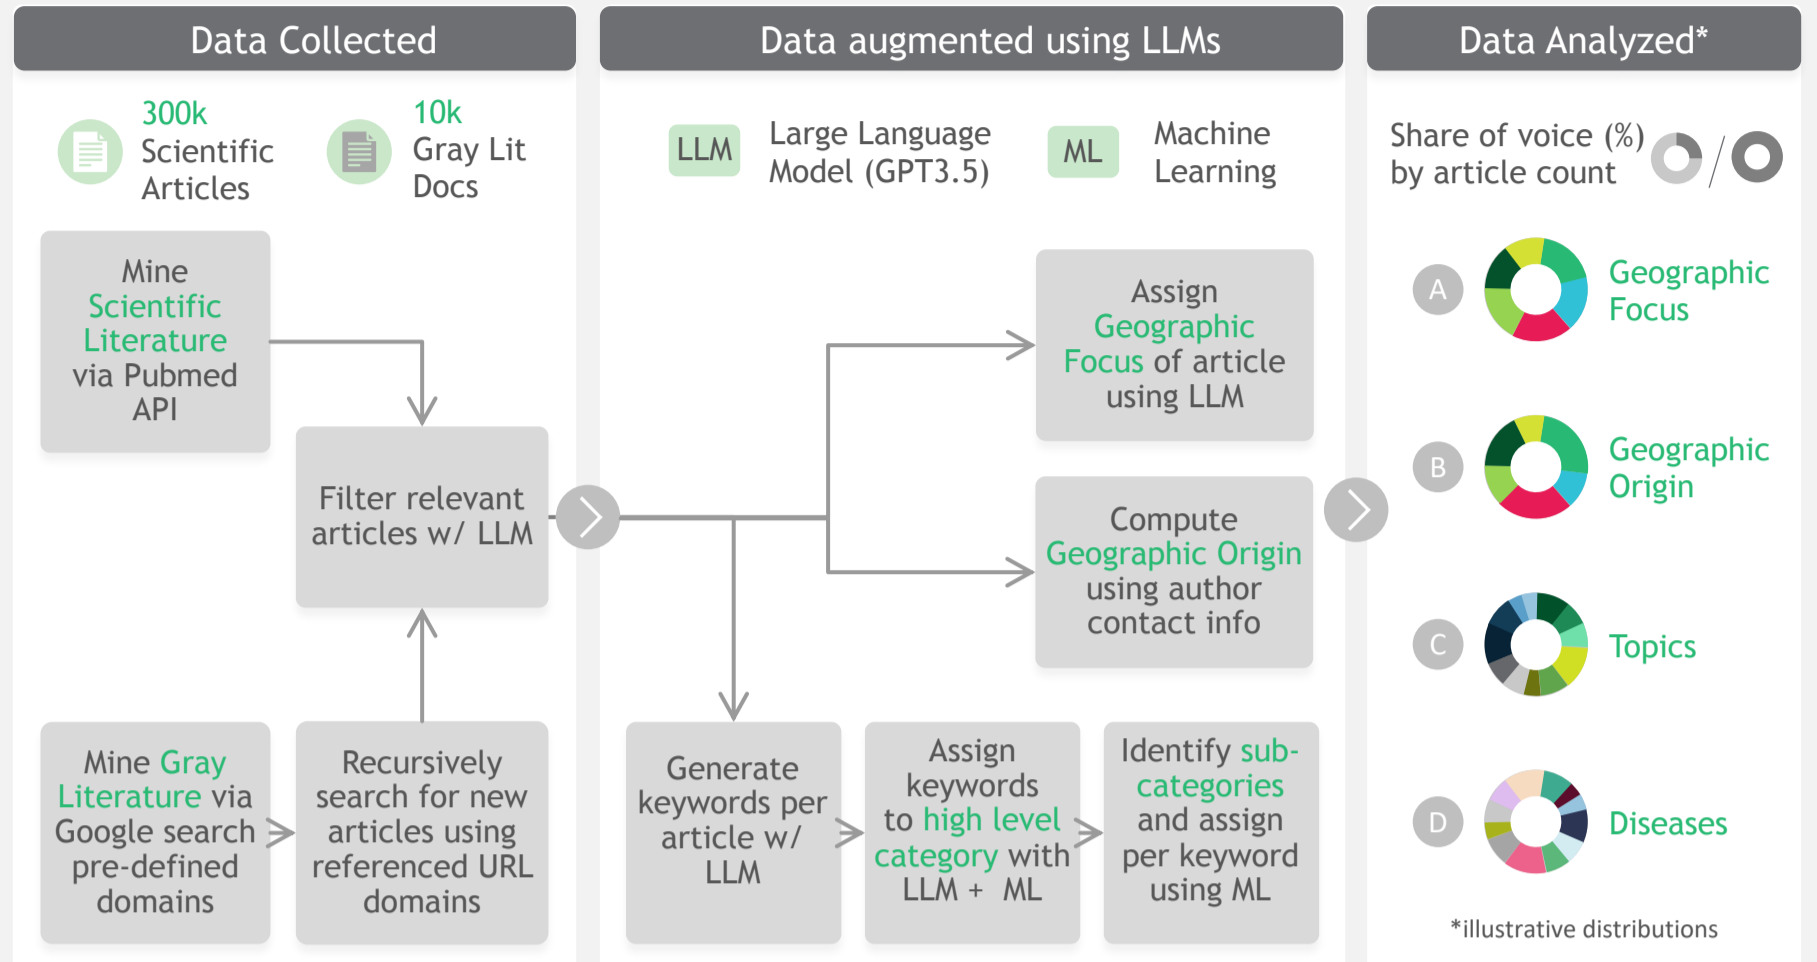 Data Collected
300k
Scientific
Articles
10k
Gray Lit
Docs
Mine
Scientific
Literature
via Pubmed
API
Filter relevant
articles w/ LLM
Mine Gray
Literature via
Google search
pre-defined
domains
Recursively
search for new
articles using
referenced URL
domains
Data augmented using LLMs
LLM
Large Language
Model (GPT3.5)
ML
Machine
Learning
Assign
Geographic
Focus of article
using LLM
Compute
Geographic Origin
using author
contact info
Generate
keywords per
article w/
LLM
Assign
keywords
to high level
category with
LLM + ML
Identify sub-
categories
and assign
per keyword
using ML
Data Analyzed*
Share of voice (%)
by article count
/
A
Geographic
Focus
B
Geographic
Origin
C
Topics
D
Diseases
*illustrative distributions